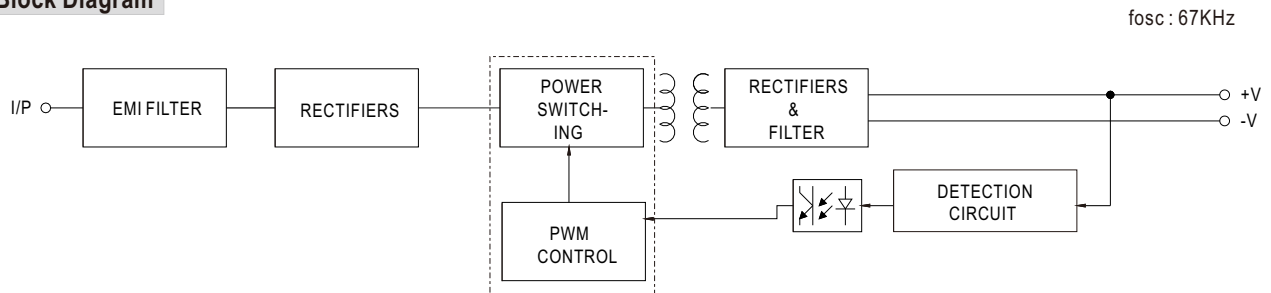 Block Diagram
fosc : 67KHz
I/P
EMI FILTER
RECTIFIERS
POWER
SWITCH-
ING
RECTIFIERS
&
FILTER
+V
-V
DETECTION
CIRCUIT
PWM
CONTROL